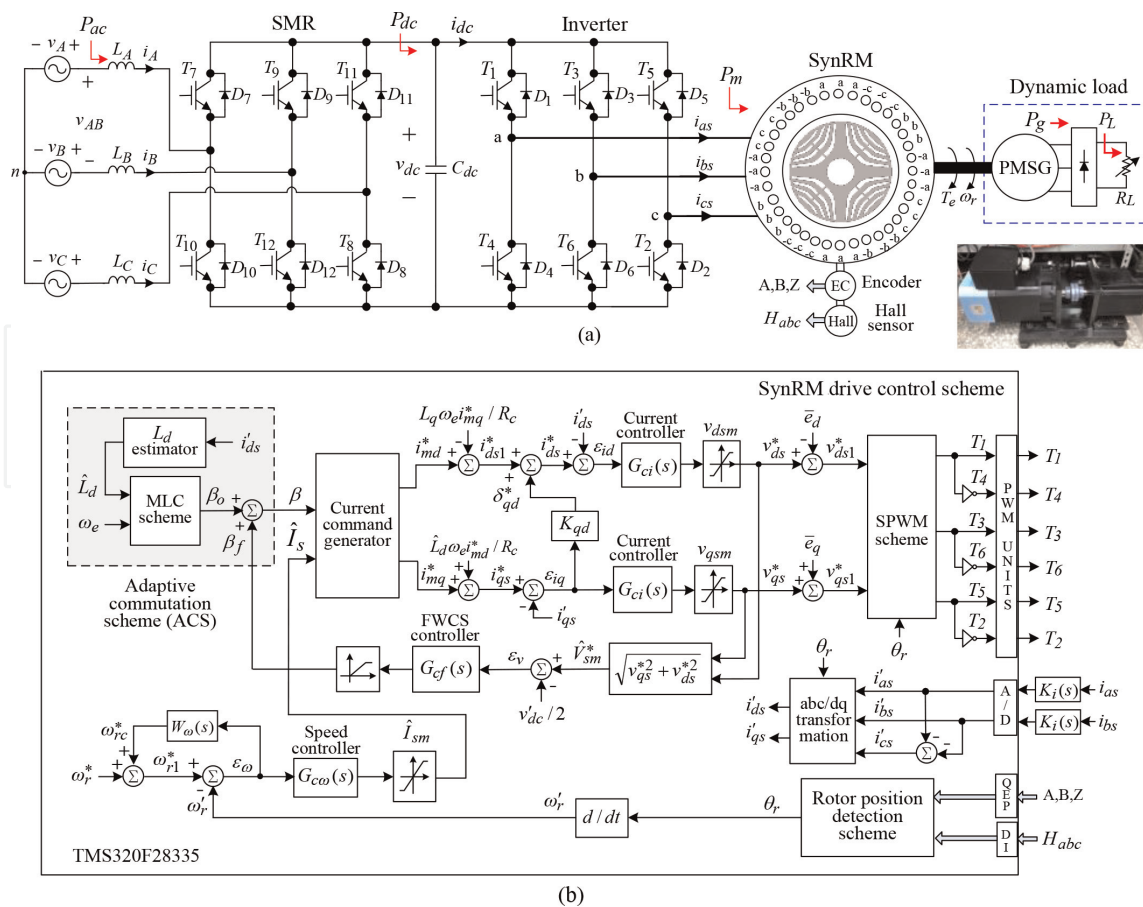 SMR
Inverter
SynRM
Dynamic load
P_ac
P_dc
i_dc
P_m
P_g
P_L
− v_A +
L_A
i_A
T_7
D_7
T_9
D_9
T_11
D_11
T_1
D_1
T_3
D_3
T_5
D_5
v_AB
+
−
n
− v_B +
L_B
i_B
+
v_dc
−
C_dc
a
b
c
i_as
i_bs
i_cs
T_e
ω_r
PMSG
R_L
− v_C +
L_C
i_C
T_10
D_10
T_12
D_12
T_8
D_8
T_4
D_4
T_6
D_6
T_2
D_2
A,B,Z
EC
Encoder
H_abc
Hall
Hall
sensor
(a)
SynRM drive control scheme
L_d
estimator
i'_ds
L̂_d
ω_e
MLC
scheme
β_o
+
Σ
+
β_f
β
Î_s
Adaptive
commutation
scheme (ACS)
Current
command
generator
L_q ω_e i*_mq / R_c
i*_md
+
-
Σ
i*_ds1
+
Σ
+
δ*_qd
i*_ds
+
-
Σ
i'_ds
ε_id
Current
controller
G_ci(s)
v_dsm
v*_ds
ē_d
+
-
Σ
v*_ds1
K_qd
L̂_d ω_e i*_md / R_c
i*_mq
+
+
Σ
i*_qs
+
-
Σ
i'_qs
ε_iq
Current
controller
G_ci(s)
v_qsm
v*_qs
ē_q
+
+
Σ
v*_qs1
SPWM
scheme
θ_r
T_1
T_4
T_3
T_6
T_5
T_2
PWM UNITS
T_1
T_4
T_3
T_6
T_5
T_2
FWCS
controller
G_cf(s)
ε_v
Σ
+
-
v'_dc/2
V̂*_sm
√v*2_qs + v*2_ds
θ_r
abc/dq
transfor
mation
i'_ds
i'_qs
i'_as
i'_bs
i'_cs
-
-
Σ
A/D
K_i(s)
i_as
K_i(s)
i_bs
ω*_rc
W_ω(s)
ω*_r
+
+
Σ
ω*_r1
+
-
Σ
ω'_r
ε_ω
Speed
controller
G_cω(s)
Î_sm
ω'_r
d/dt
θ_r
Rotor position
detection
scheme
QEP
A,B,Z
DI
H_abc
TMS320F28335
(b)